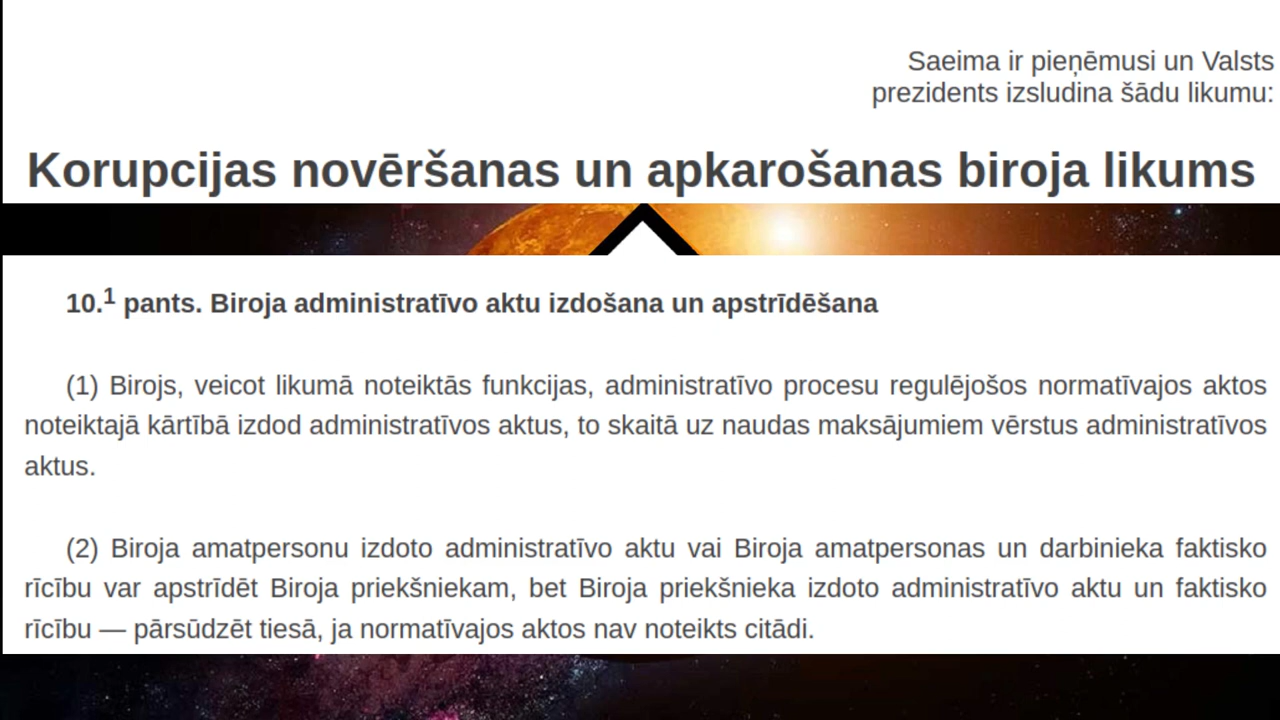 Saeima ir pieņēmusi un Valsts
prezidents izsludina šādu likumu:
Korupcijas novēršanas un apkarošanas biroja likums
10.¹ pants. Biroja administratīvo aktu izdošana un apstrīdēšana
(1) Birojs, veicot likumā noteiktās funkcijas, administratīvo procesu regulējošos normatīvajos aktos
noteiktajā kārtībā izdod administratīvos aktus, to skaitā uz naudas maksājumiem vērstus administratīvos
aktus.
(2) Biroja amatpersonu izdoto administratīvo aktu vai Biroja amatpersonas un darbinieka faktisko
rīcību var apstrīdēt Biroja priekšniekam, bet Biroja priekšnieka izdoto administratīvo aktu un faktisko
rīcību — pārsūdzēt tiesā, ja normatīvajos aktos nav noteikts citādi.